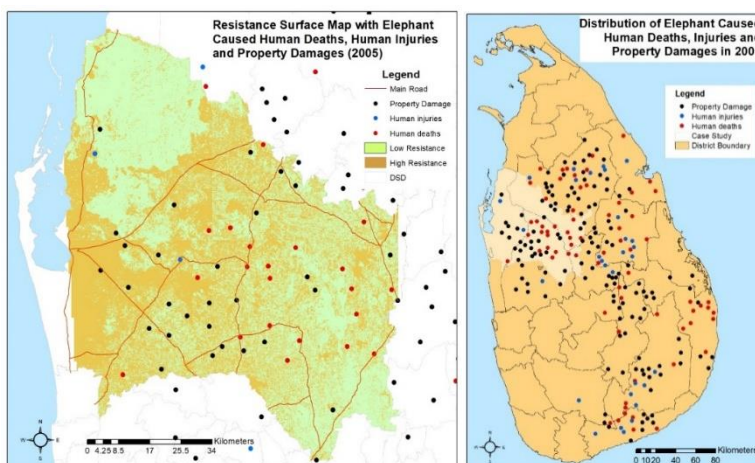 Resistance Surface Map with Elephant
Caused Human Deaths, Human Injuries
and Property Damages (2005)
Legend
Main Road
Property Damage
Human injuries
Human deaths
Low Resistance
High Resistance
DSD
N
W
E
S
Kilometers
0 4.25 8.5 17 25.5 34
Distribution of Elephant Caused
Human Deaths, Injuries and
Property Damages in 200
Legend
Property Damage
Human injuries
Human deaths
Case Study
District Boundary
N
W
E
S
Kilometers
0 10 20 40 60 80